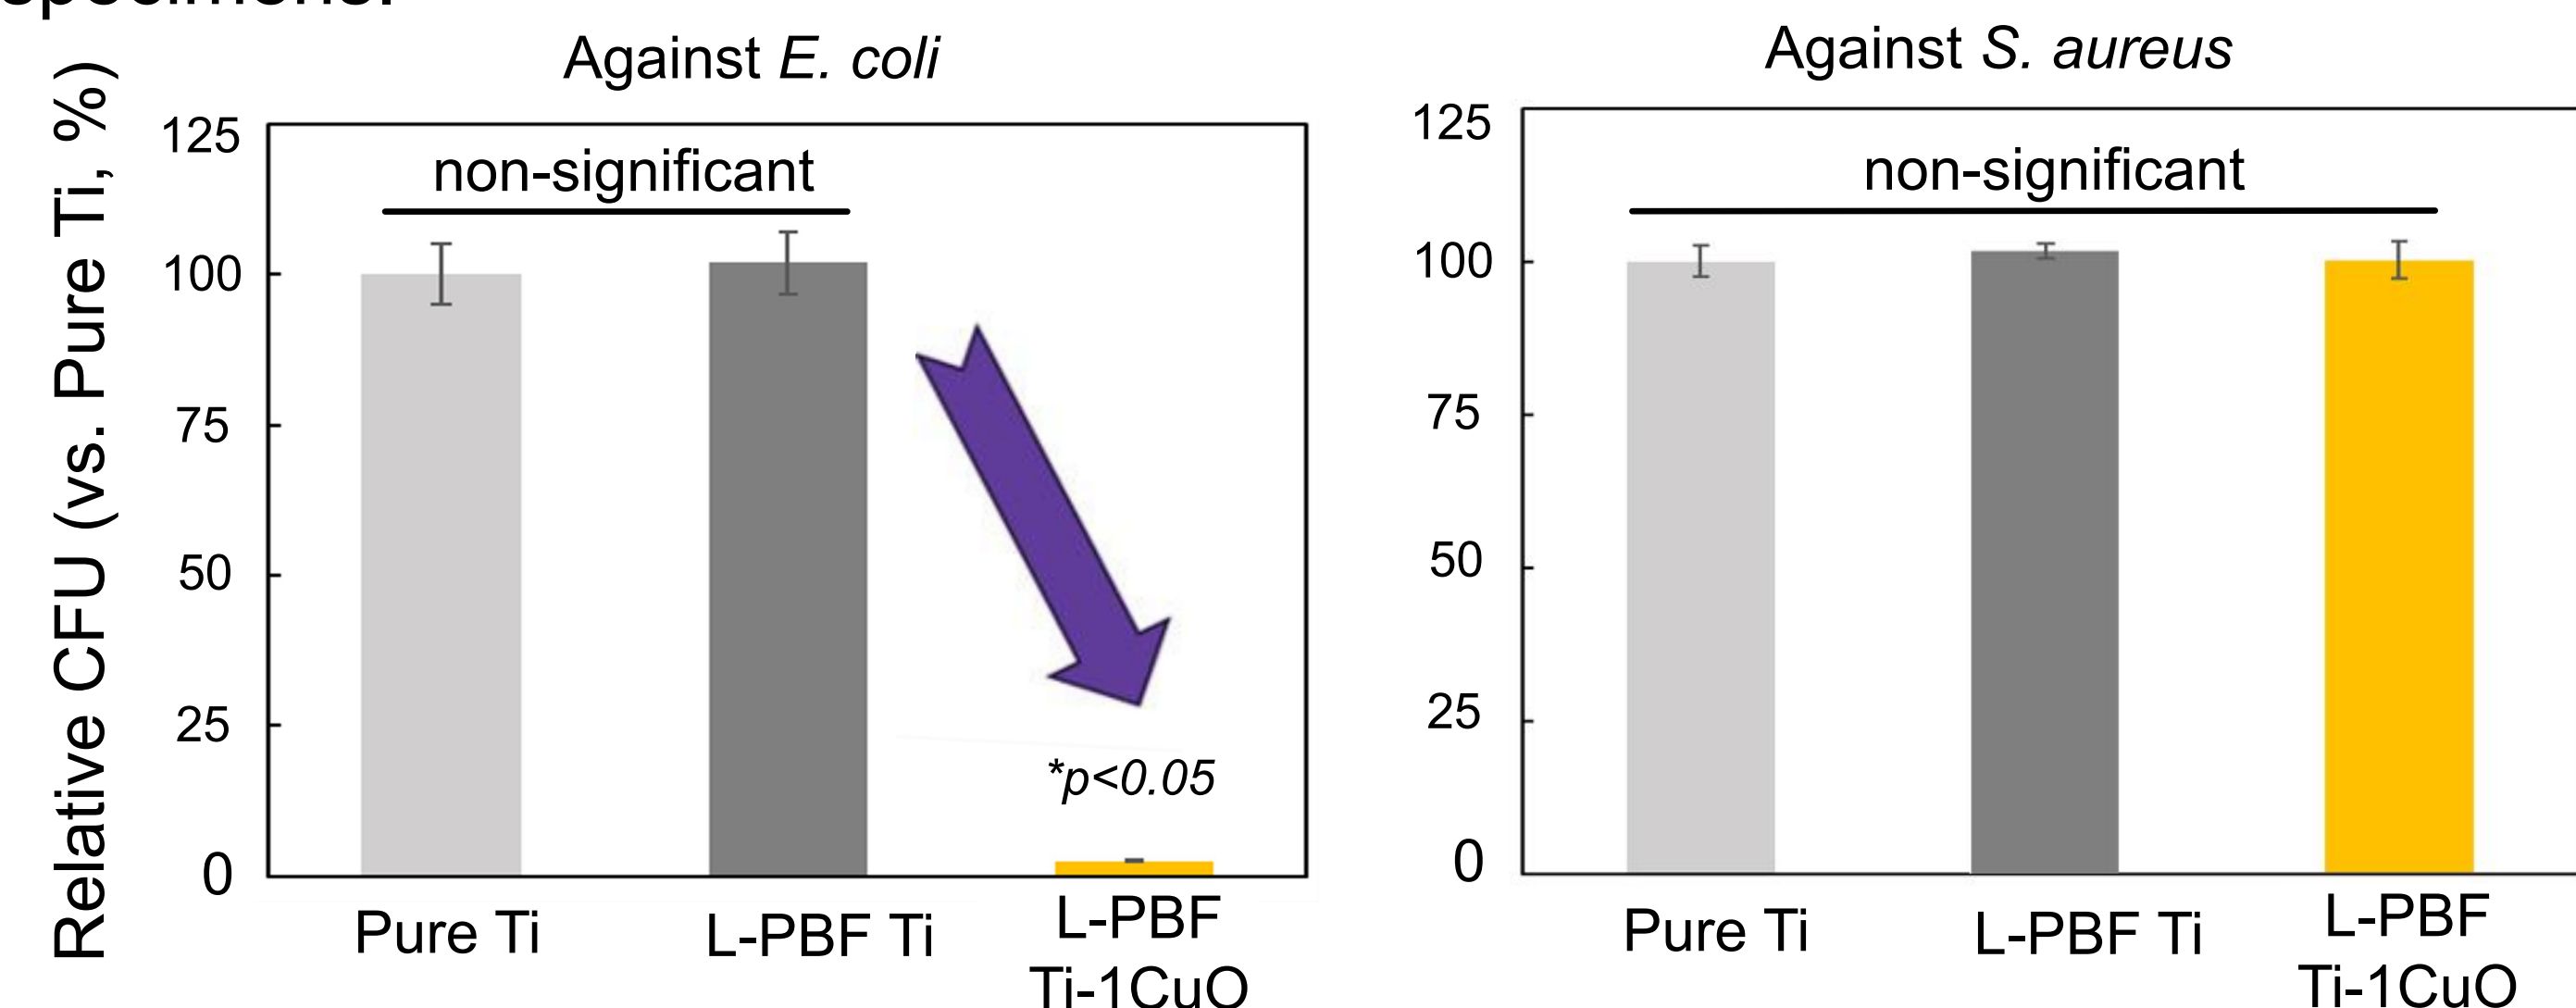 specimens.
Against E. coli
Relative CFU (vs. Pure Ti, %)
125
100
75
50
25
0
non-significant
*p<0.05
Pure Ti
L-PBF Ti
L-PBF
Ti-1CuO
Against S. aureus
125
100
75
50
25
0
non-significant
Pure Ti
L-PBF Ti
L-PBF
Ti-1CuO